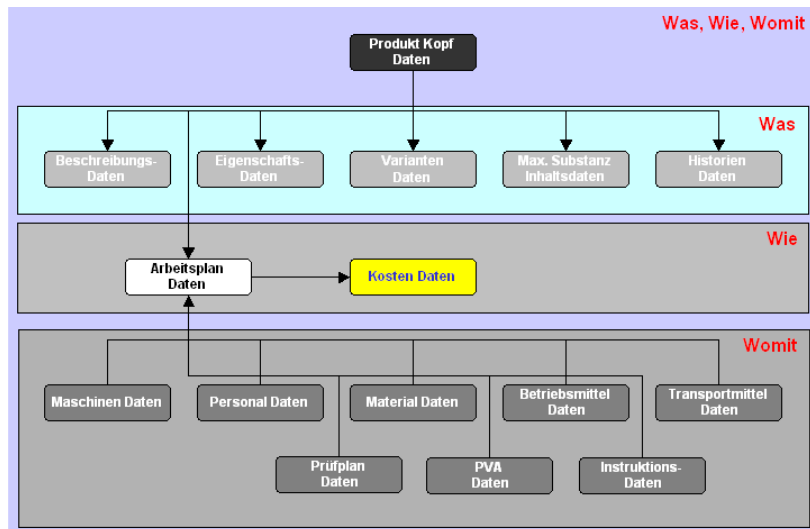 Was, Wie, Womit
Produkt Kopf
Daten
Was
Beschreibungs-
Daten
Eigenschafts-
Daten
Varianten
Daten
Max. Substanz
Inhaltsdaten
Historien
Daten
Wie
Arbeitsplan
Daten
Kosten Daten
Womit
Maschinen Daten
Personal Daten
Material Daten
Betriebsmittel
Daten
Transportmittel
Daten
Prüfplan
Daten
PVA
Daten
Instruktions-
Daten